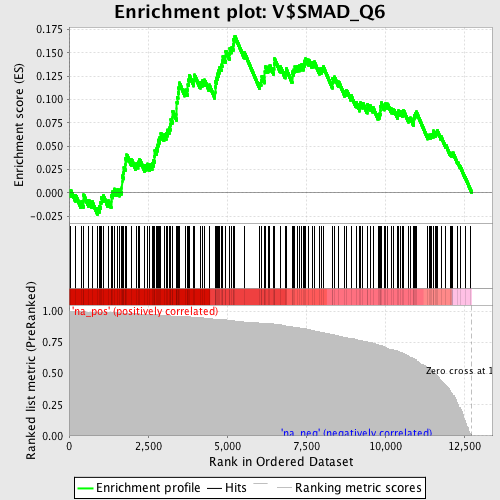 Enrichment plot: V$SMAD_Q6
Enrichment score (ES)
0.175
0.150
0.125
0.100
0.075
0.050
0.025
0.000
-0.025
'na_pos' (positively correlated)
Ranked list metric (PreRanked)
1.00
0.75
0.50
0.25
0.00
Zero cross at 1
'na_neg' (negatively correlated)
0
2,500
5,000
7,500
10,000
12,500
Rank in Ordered Dataset
Enrichment profile
Hits
Ranking metric scores